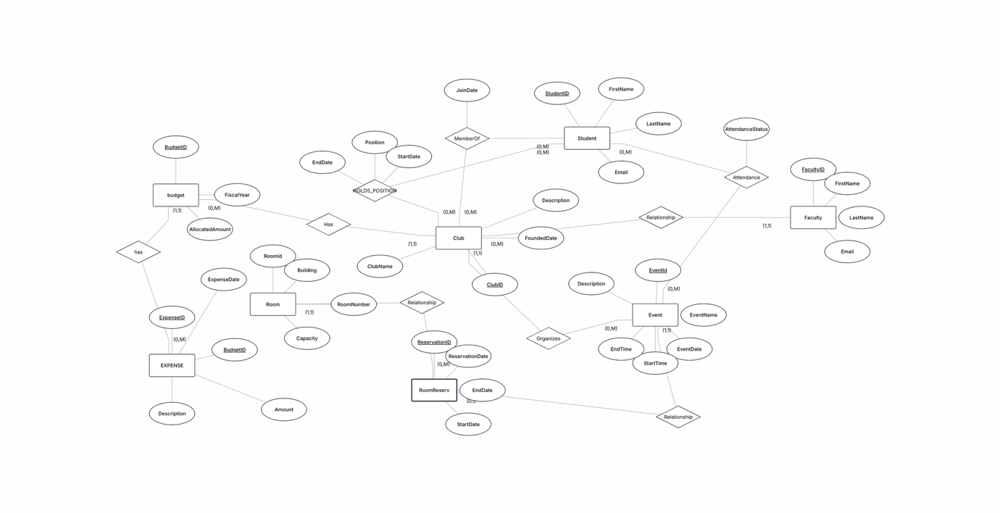 JoinDate
StudentID
FirstName
LastName
AttendanceStatus
MemberOf
Student
BudgetID
Position
EndDate
StartDate
(0,M)
(0,M)
(0,M)
Email
Attendance
FacultyID
FirstName
HOLDS_POSITION
budget
FiscalYear
Description
(1,1)
(0,M)
(0,M)
(0,M)
Relationship
Faculty
LastName
AllocatedAmount
Has
(1,1)
Club
FoundedDate
(1,1)
(0,M)
has
(1,1)
Email
RoomId
Building
ClubName
EventId
ExpenseDate
ClubID
Description
(0,M)
Room
RoomNumber
Relationship
(1,1)
Event
EventName
ExpenseID
(0,M)
(1,1)
(0,M)
Capacity
Organizes
ReservationID
BudgetID
ReservationDate
EndTime
EventDate
EXPENSE
(0,M)
StartTime
RoomReserv
EndDate
(0,1)
Description
Amount
StartDate
Relationship